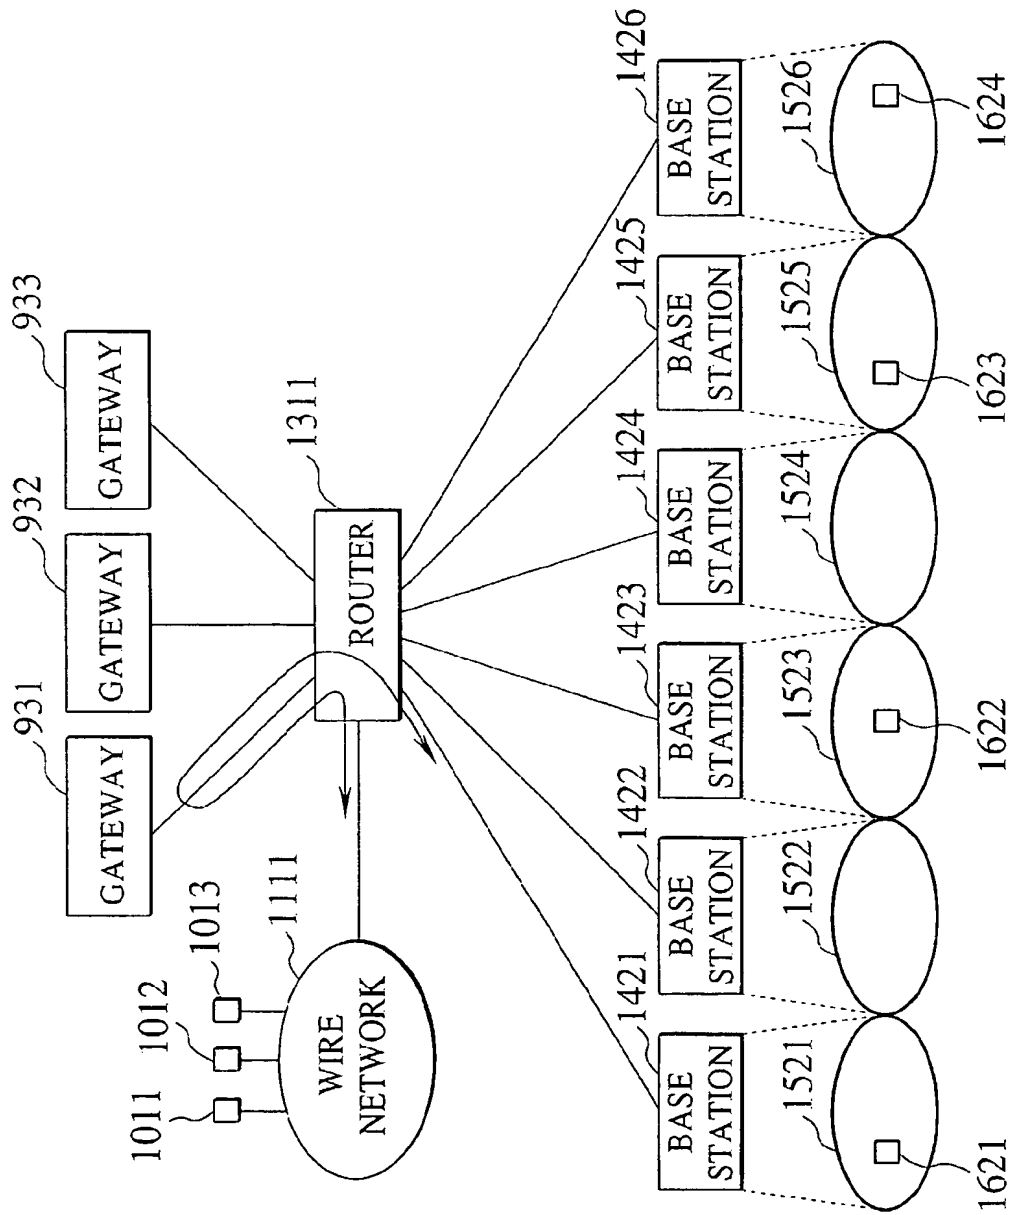 933
GATEWAY
932
GATEWAY
931
GATEWAY
1311
ROUTER
1013
1012
1011
1111
WIRE
NETWORK
1426
BASE
STATION
1425
BASE
STATION
1424
BASE
STATION
1423
BASE
STATION
1422
BASE
STATION
1421
BASE
STATION
1526
1525
1524
1523
1522
1521
1624
1623
1622
1621